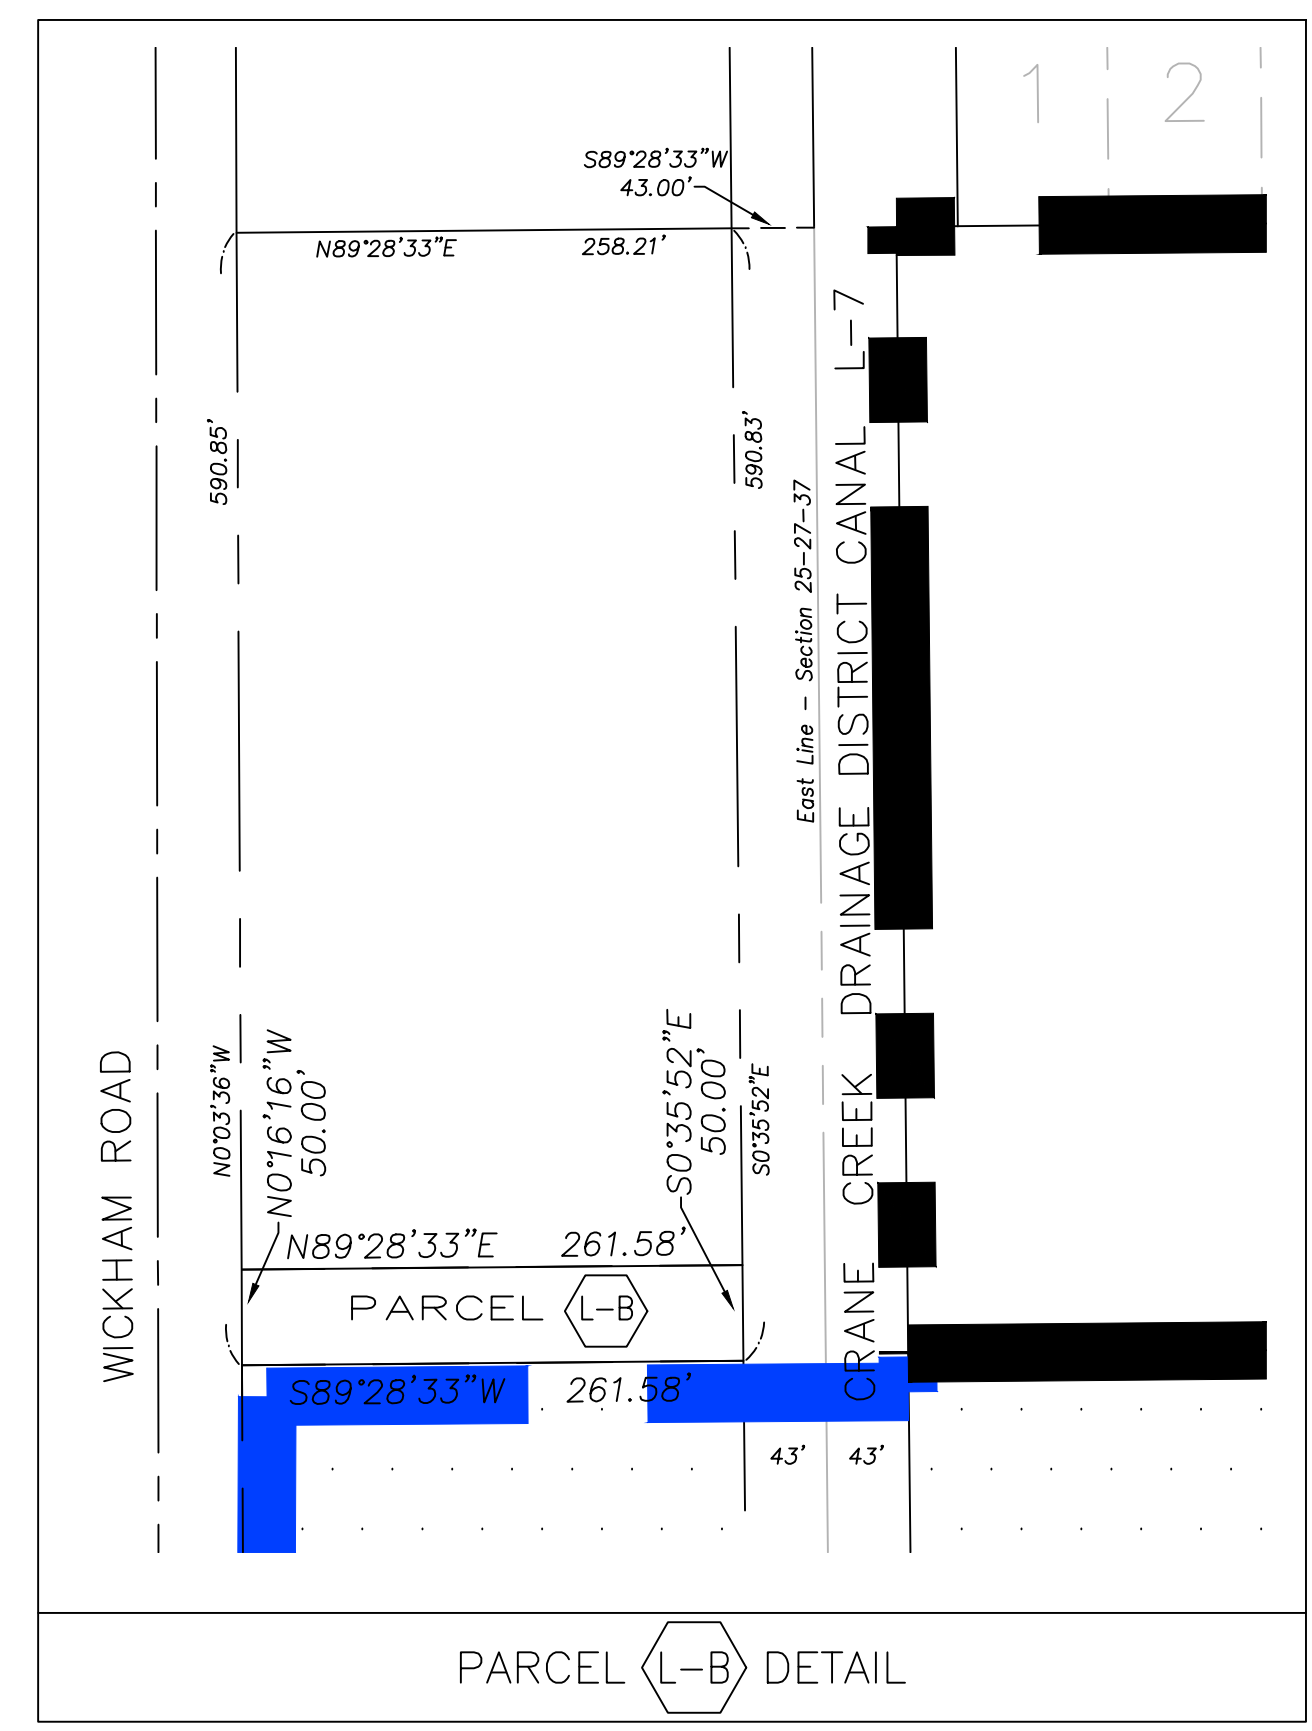 1 2
S89°28'33"W
43.00'
N89°28'33"E 258.21'
590.85'
590.83'
East Line - Section 25-27-37
CRANE CREEK DRAINAGE DISTRICT CANAL L-7
WICKHAM ROAD
N0°03'36"W
N0°16'16"W
50.00'
S0°35'52"E
50.00'
S0°35'52"E
N89°28'33"E 261.58'
PARCEL L-B
S89°28'33"W 261.58'
43' 43'
PARCEL L-B DETAIL